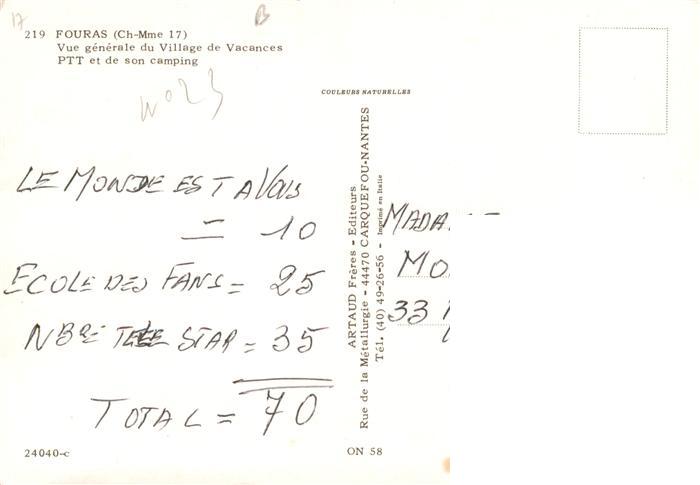 17
B
219 FOURAS (Ch-Mme 17)
Vue générale du Village de Vacances
PTT et de son camping
N° 23
COULEURS NATURELLES
LE MONDE EST A VOUS
= 10
ECOLE DES FANS = 25
NBRE TELE STAR = 35
TOTAL = 70
24040-c
ARTAUD Frères - Editeurs
Rue de la Métallurgie - 44470 CARQUEFOU-NANTES
Tél. (40) 49-26-56 - Imprimé en Italie
ON 58
MADA
MO
33